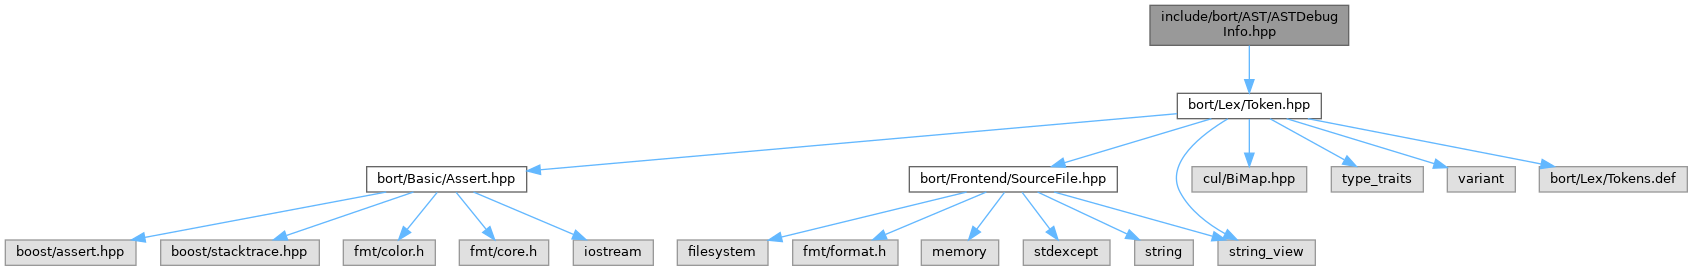 include/bort/AST/ASTDebug
Info.hpp
bort/Lex/Token.hpp
bort/Basic/Assert.hpp
bort/Frontend/SourceFile.hpp
cul/BiMap.hpp
type_traits
variant
bort/Lex/Tokens.def
boost/assert.hpp
boost/stacktrace.hpp
fmt/color.h
fmt/core.h
iostream
filesystem
fmt/format.h
memory
stdexcept
string
string_view